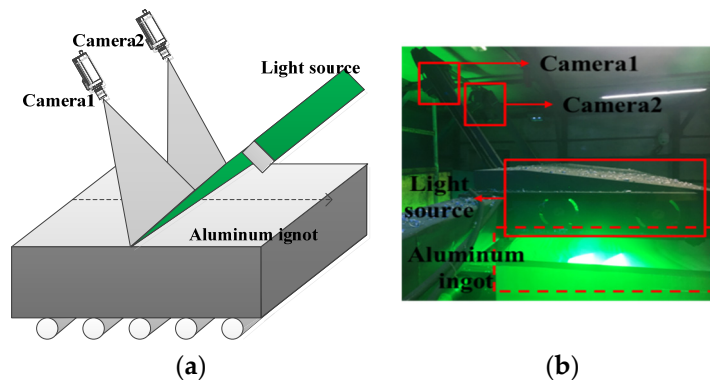 Camera2
Camera1
Light source
Aluminum ignot
(a)
Camera1
Camera2
Light
source
Aluminum
ingot
(b)